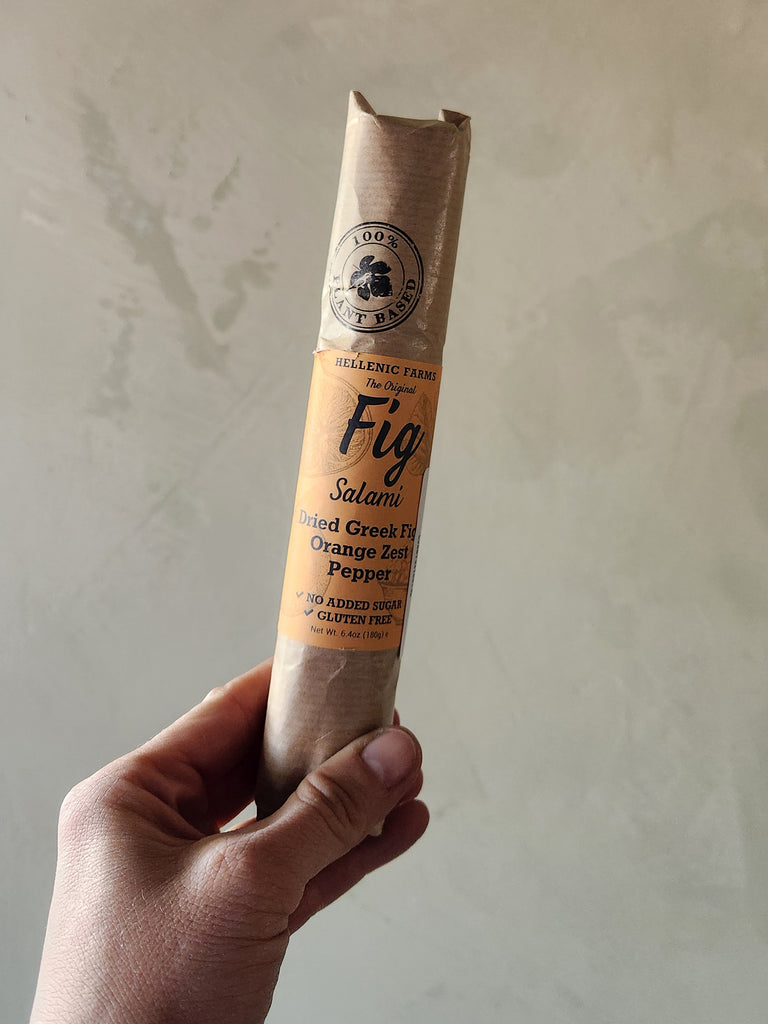 100%
PLANT BASED
HELLENIC FARMS
The Original
Fig
Salami
Dried Greek Fig
Orange Zest
Pepper
✓ NO ADDED SUGAR
✓ GLUTEN FREE
Net Wt. 6.4oz (180g) e